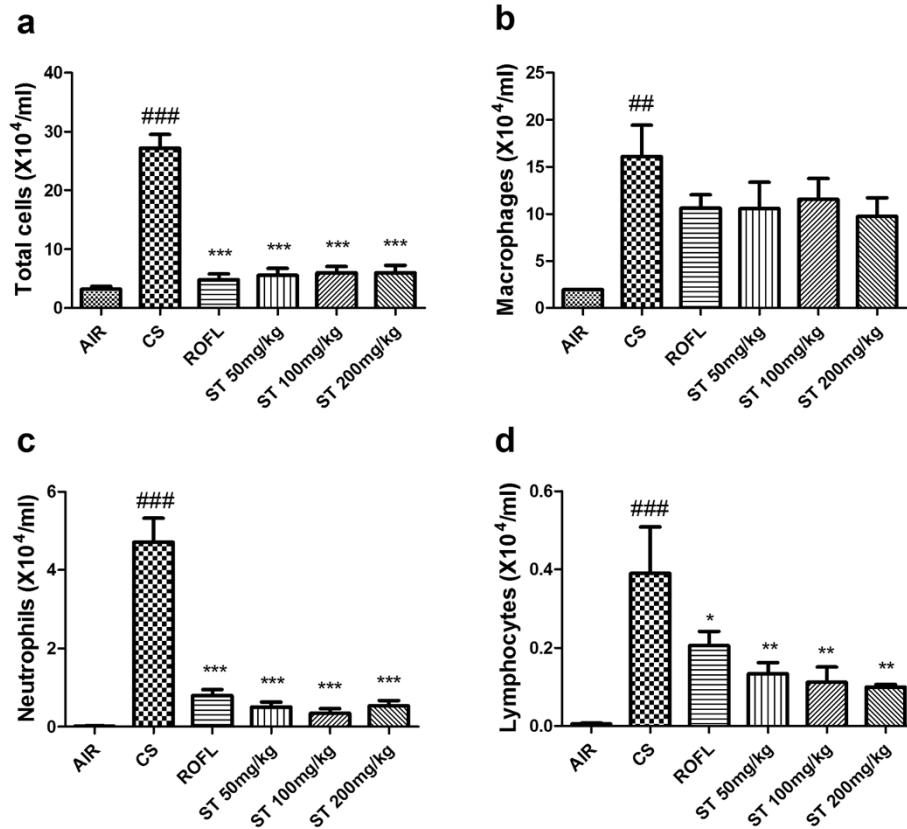 a
Total cells (X10⁴/ml)
40
30
20
10
0
###
***
***
***
***
AIR
CS
ROFL
ST 50mg/kg
ST 100mg/kg
ST 200mg/kg
b
Macrophages (X10⁴/ml)
25
20
15
10
5
0
##
AIR
CS
ROFL
ST 50mg/kg
ST 100mg/kg
ST 200mg/kg
c
Neutrophils (X10⁴/ml)
6
4
2
0
###
***
***
***
***
AIR
CS
ROFL
ST 50mg/kg
ST 100mg/kg
ST 200mg/kg
d
Lymphocytes (X10⁴/ml)
0.6
0.4
0.2
0.0
###
*
**
**
**
AIR
CS
ROFL
ST 50mg/kg
ST 100mg/kg
ST 200mg/kg